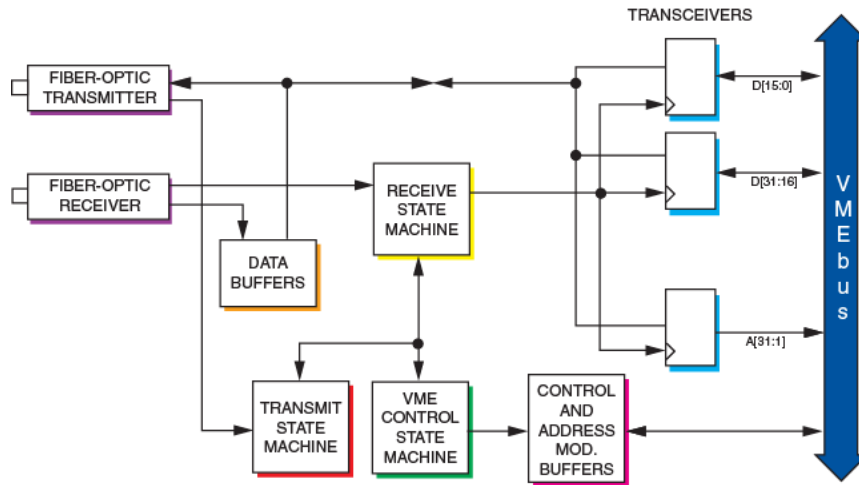 TRANSCEIVERS
FIBER-OPTIC
TRANSMITTER
D[15:0]
FIBER-OPTIC
RECEIVER
RECEIVE
STATE
MACHINE
D[31:16]
DATA
BUFFERS
VMEbus
A[31:1]
TRANSMIT
STATE
MACHINE
VME
CONTROL
STATE
MACHINE
CONTROL
AND
ADDRESS
MOD.
BUFFERS